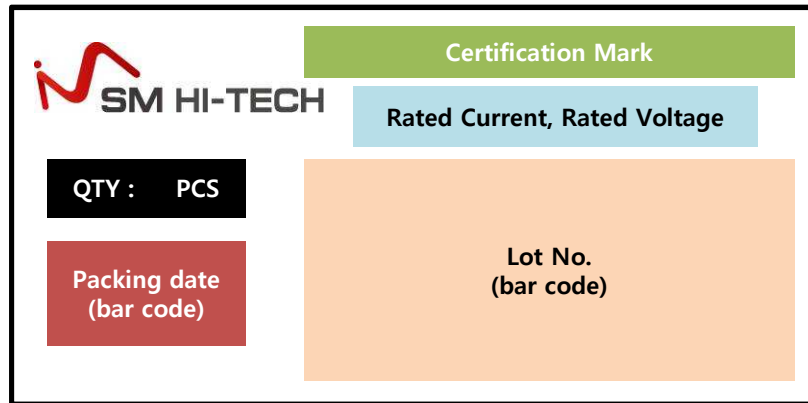 SM HI-TECH
Certification Mark
Rated Current, Rated Voltage
QTY : PCS
Packing date
(bar code)
Lot No.
(bar code)